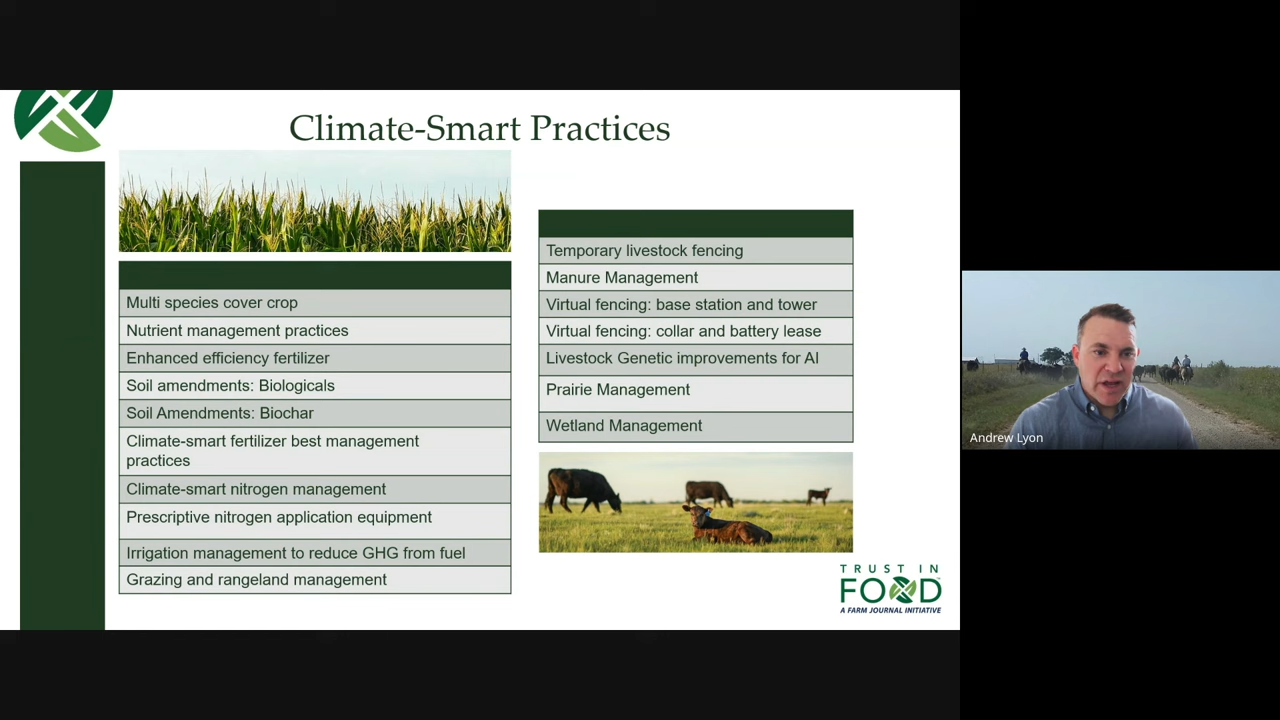 Climate-Smart Practices
Multi species cover crop
Nutrient management practices
Enhanced efficiency fertilizer
Soil amendments: Biologicals
Soil Amendments: Biochar
Climate-smart fertilizer best management
practices
Climate-smart nitrogen management
Prescriptive nitrogen application equipment
Irrigation management to reduce GHG from fuel
Grazing and rangeland management
Temporary livestock fencing
Manure Management
Virtual fencing: base station and tower
Virtual fencing: collar and battery lease
Livestock Genetic improvements for AI
Prairie Management
Wetland Management
TRUST IN
FOOD
A FARM JOURNAL INITIATIVE
Andrew Lyon